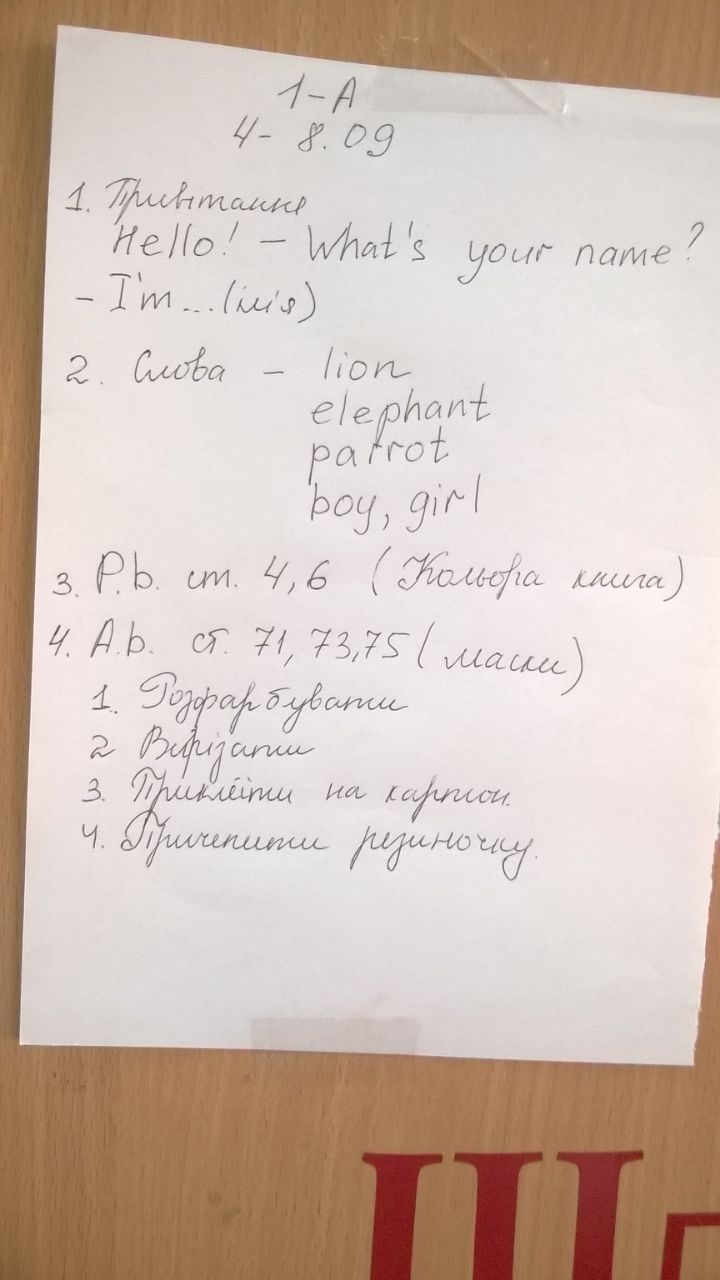 1-А
4- 8.09
1. Привітання
Hello! – What's your name?
– I'm...(ім'я)
2. Слова – lion
elephant
parrot
boy, girl
3. P.b. ст. 4,6 (Кольора книга)
4. A.b. ст. 71, 73,75 (маски)
1. Розфарбувати
2 Вирізати
3. Приклеїти на картон.
4. Причепити резиночку.